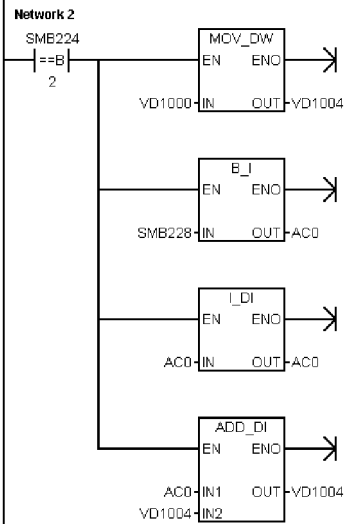 Network 2
SMB224
==B
2
MOV_DW
EN ENO
VD1000 IN OUT VD1004
B_I
EN ENO
SMB228 IN OUT AC0
I_DI
EN ENO
AC0 IN OUT AC0
ADD_DI
EN ENO
AC0 IN1 OUT VD1004
VD1004 IN2